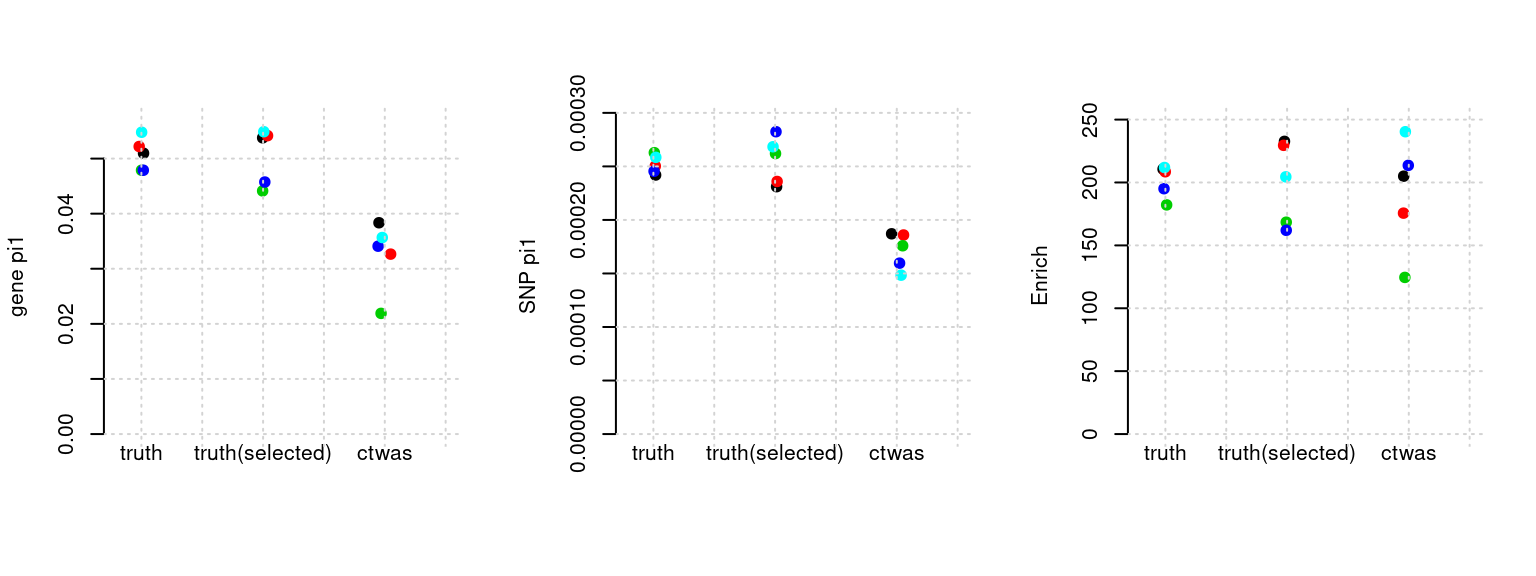 gene pi1
0.00
0.02
0.04
truth
truth(selected)
ctwas
SNP pi1
0.00000
0.00010
0.00020
0.00030
truth
truth(selected)
ctwas
Enrich
0
50
100
150
200
250
truth
truth(selected)
ctwas